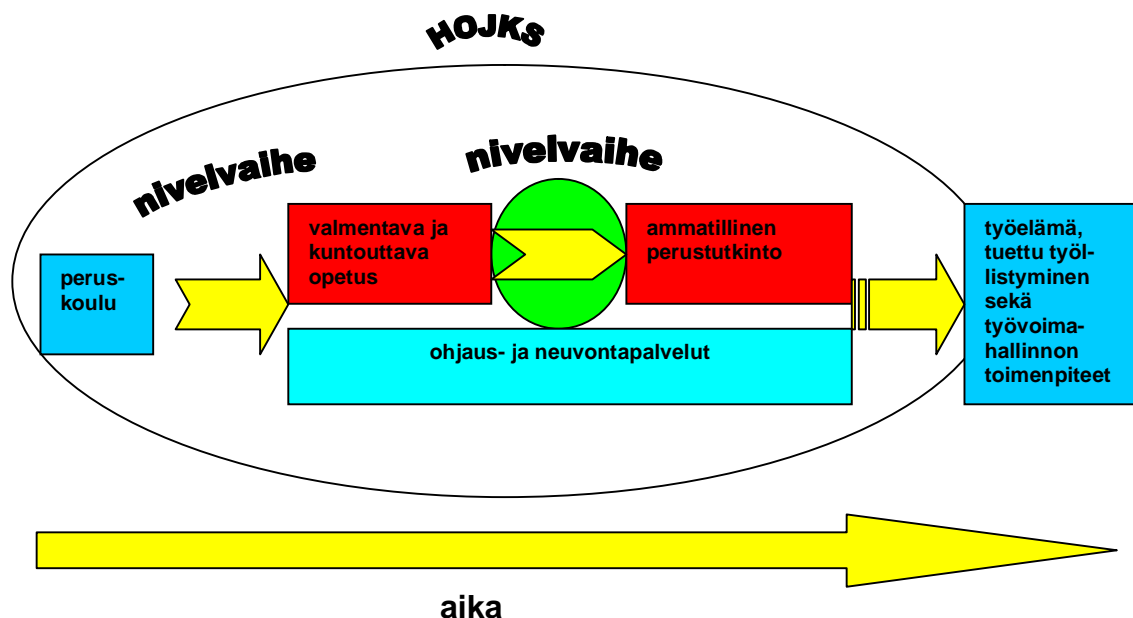 HOJKS
nivelvaihe
nivelvaihe
perus-
koulu
valmentava ja
kuntouttava
opetus
ammatillinen
perustutkinto
ohjaus- ja neuvontapalvelut
työelämä,
tuettu työl-
listyminen
sekä
työvoima-
hallinnon
toimenpiteet
aika